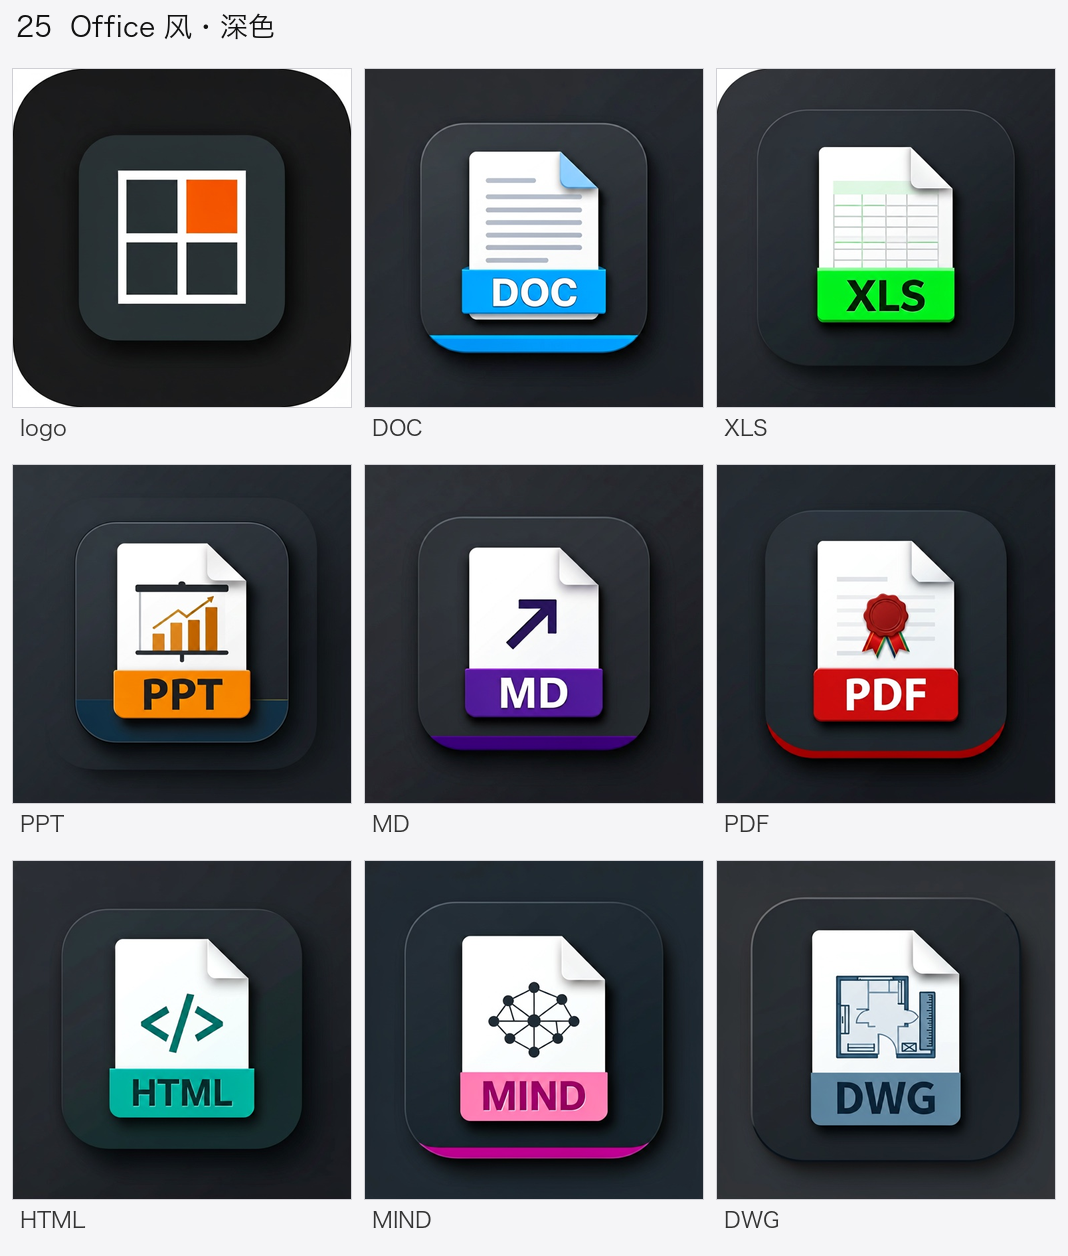 25 Office 风·深色
logo
DOC
DOC
XLS
XLS
PPT
PPT
MD
MD
PDF
PDF
</>
HTML
HTML
MIND
MIND
DWG
DWG